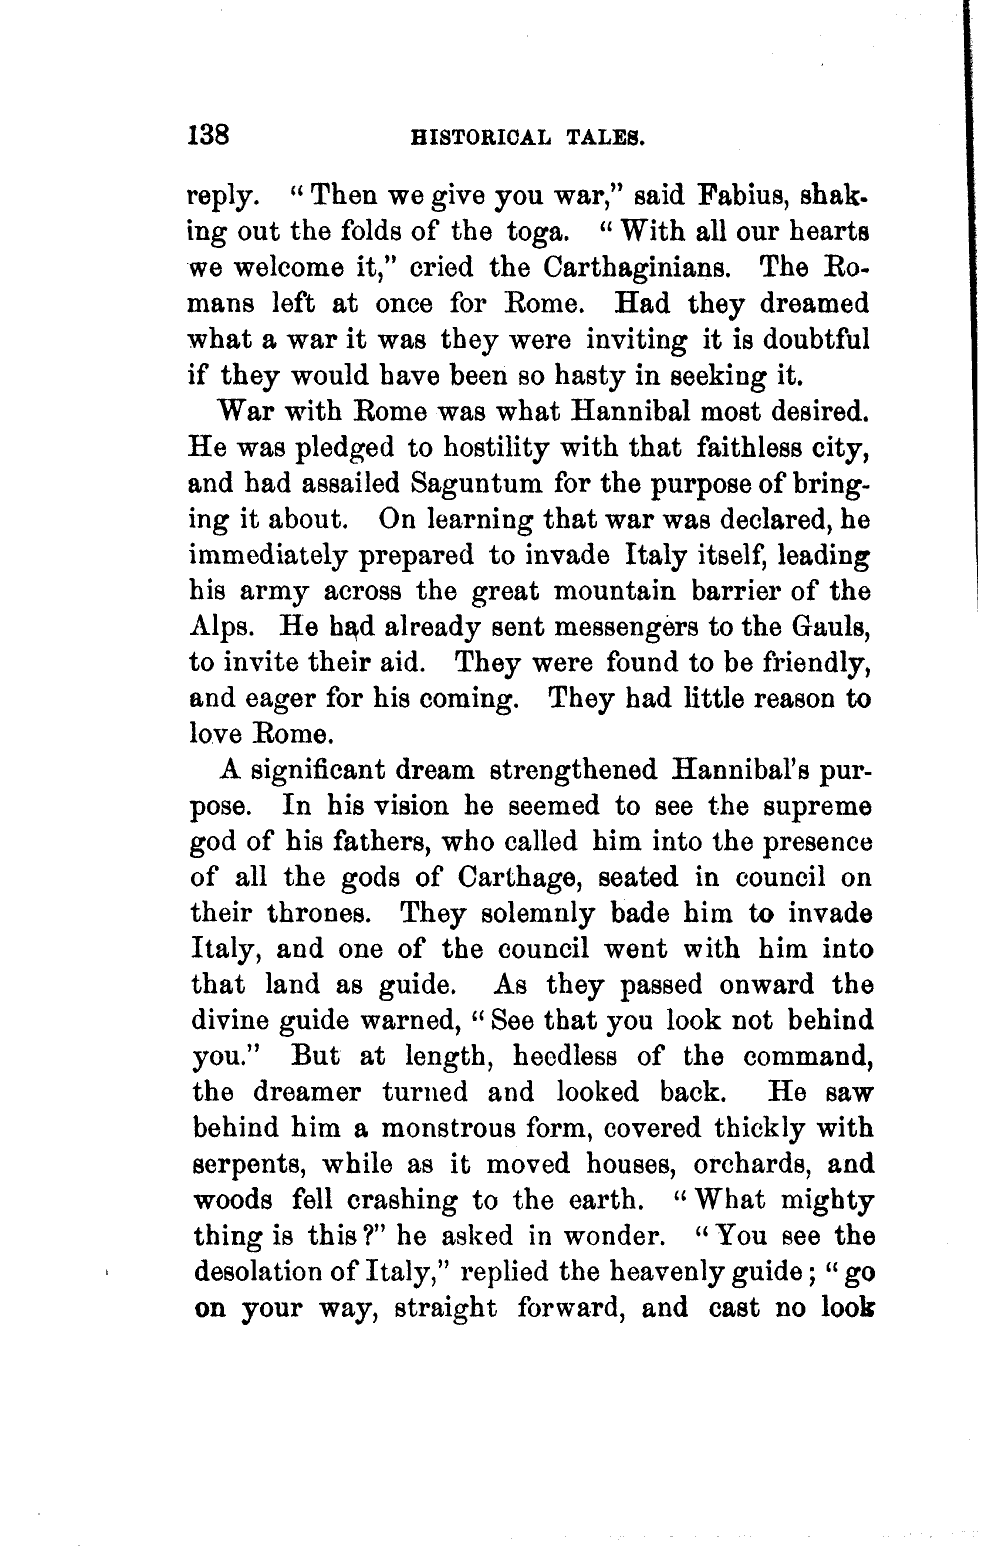 138 HISTORICAL TALES.
reply. “Then we give you war,” said Fabius, shak-
ing out the folds of the toga. “With all our hearts
we welcome it,” cried the Carthaginians. The Ro-
mans left at once for Rome. Had they dreamed
what a war it was they were inviting it is doubtful
if they would have been so hasty in seeking it.
War with Rome was what Hannibal most desired.
He was pledged to hostility with that faithless city,
and had assailed Saguntum for the purpose of bring-
ing it about. On learning that war was declared, he
immediately prepared to invade Italy itself, leading
his army across the great mountain barrier of the
Alps. He had already sent messengers to the Gauls,
to invite their aid. They were found to be friendly,
and eager for his coming. They had little reason to
love Rome.
A significant dream strengthened Hannibal’s pur-
pose. In his vision he seemed to see the supreme
god of his fathers, who called him into the presence
of all the gods of Carthage, seated in council on
their thrones. They solemnly bade him to invade
Italy, and one of the council went with him into
that land as guide. As they passed onward the
divine guide warned, “See that you look not behind
you.” But at length, heedless of the command,
the dreamer turned and looked back. He saw
behind him a monstrous form, covered thickly with
serpents, while as it moved houses, orchards, and
woods fell crashing to the earth. “What mighty
thing is this?” he asked in wonder. “You see the
desolation of Italy,” replied the heavenly guide; “go
on your way, straight forward, and cast no look